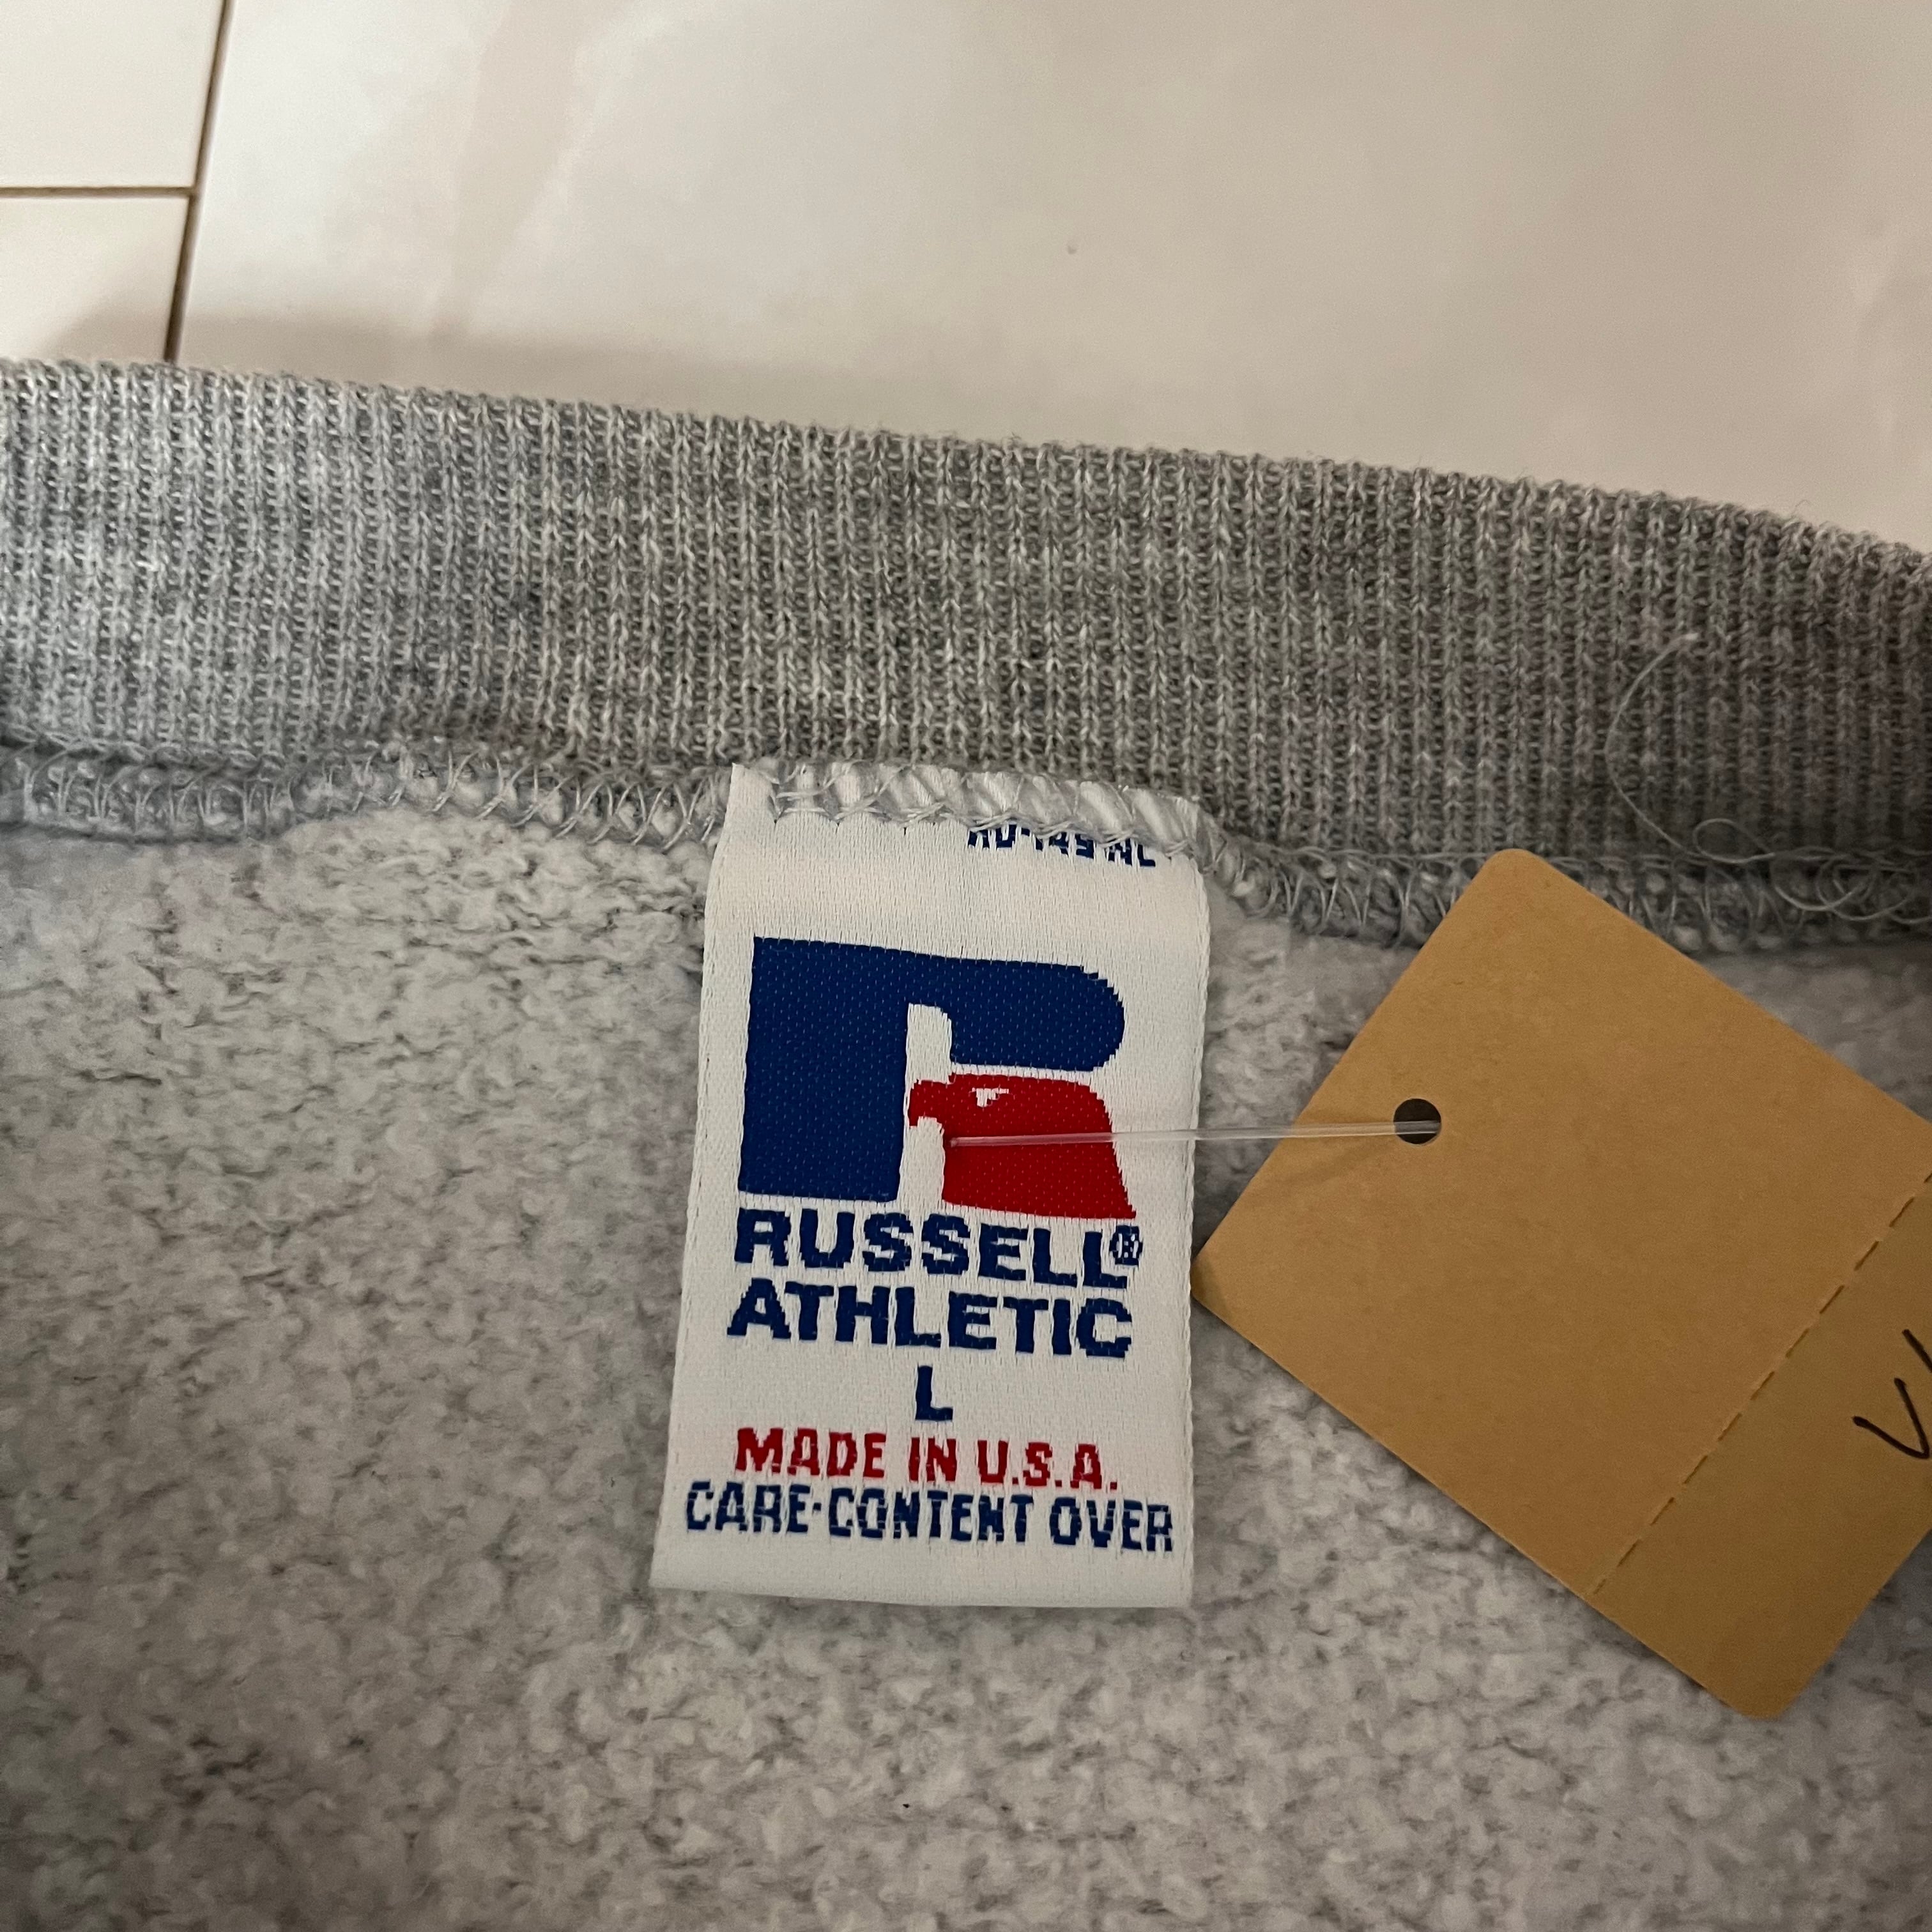 RUSSELL®
ATHLETIC
L
MADE IN U.S.A.
CARE-CONTENT OVER